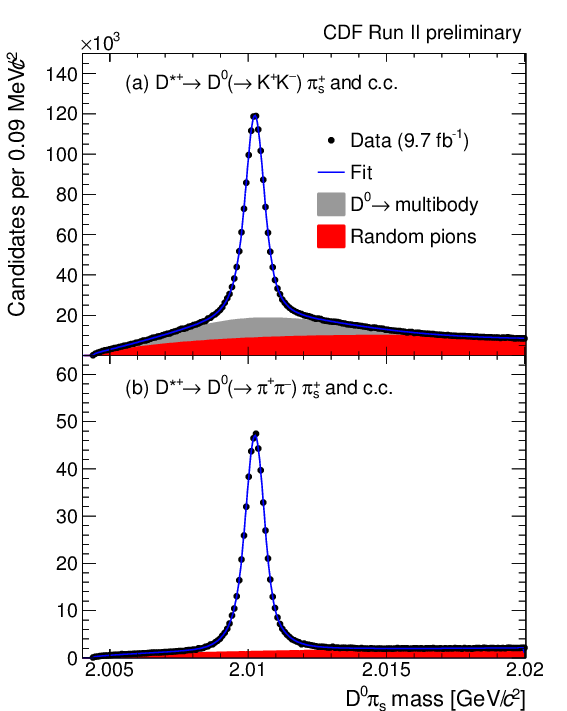 CDF Run II preliminary
×10³
Candidates per 0.09 MeV/c²
(a) D*⁺→ D⁰(→ K⁺K⁻) πₛ⁺ and c.c.
Data (9.7 fb⁻¹)
Fit
D⁰→ multibody
Random pions
140
120
100
80
60
40
20
(b) D*⁺→ D⁰(→ π⁺π⁻) πₛ⁺ and c.c.
60
50
40
30
20
10
0
2.005 2.01 2.015 2.02
D⁰πₛ mass [GeV/c²]